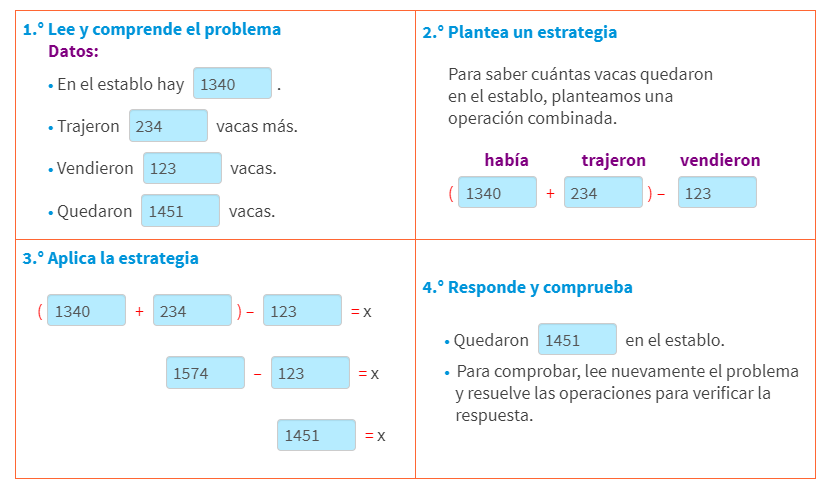 1.° Lee y comprende el problema
Datos:
• En el establo hay 1340 .
• Trajeron 234 vacas más.
• Vendieron 123 vacas.
• Quedaron 1451 vacas.
2.° Plantea un estrategia
Para saber cuántas vacas quedaron
en el establo, planteamos una
operación combinada.
había trajeron vendieron
( 1340 + 234 ) – 123
3.° Aplica la estrategia
( 1340 + 234 ) – 123 = x
1574 – 123 = x
1451 = x
4.° Responde y comprueba
• Quedaron 1451 en el establo.
• Para comprobar, lee nuevamente el problema
y resuelve las operaciones para verificar la
respuesta.